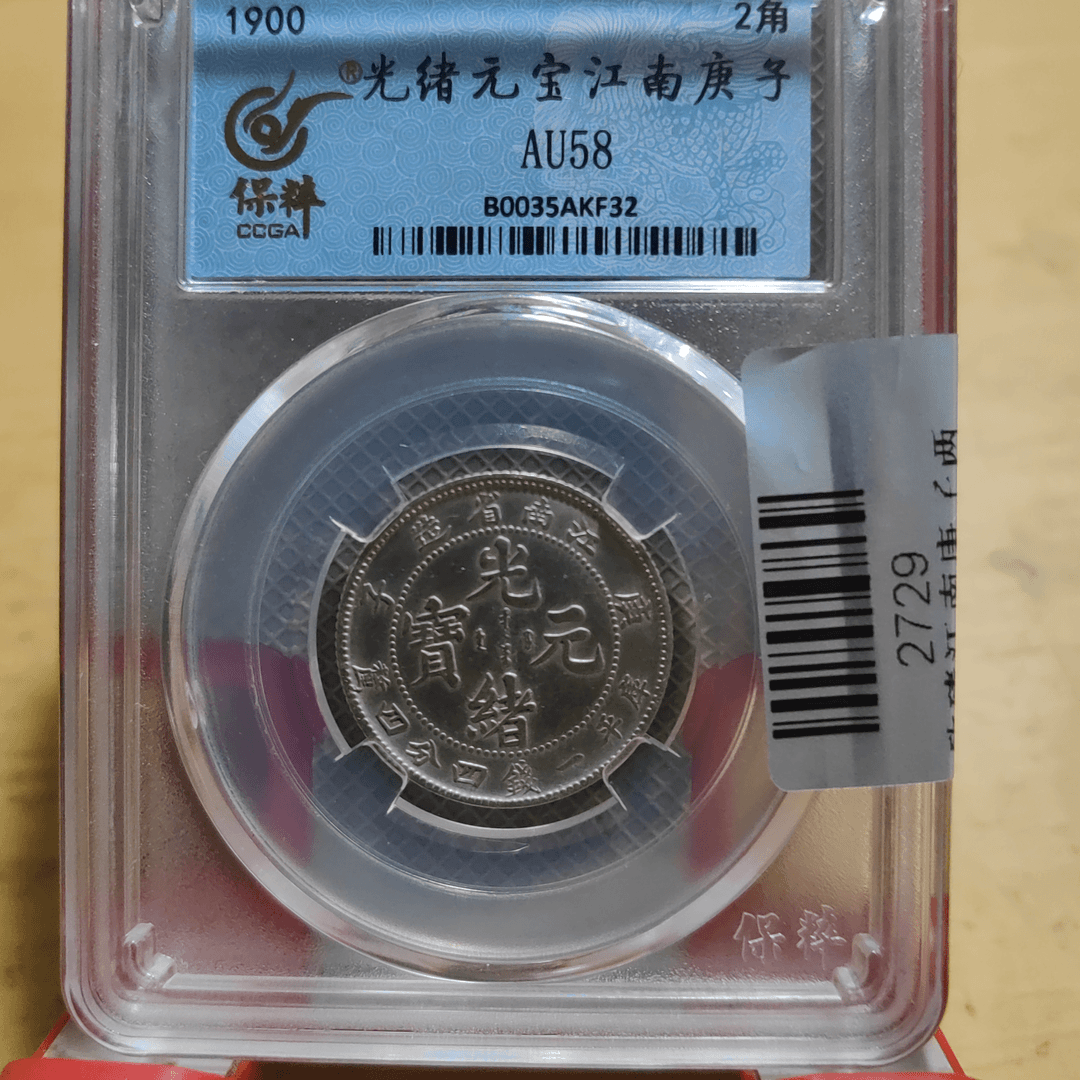 1900 2角
®光绪元宝江南庚子
AU58
保粹
CCGA
B0035AKF32
江南省造
庚子
光緒元寶
庫平一錢四分四厘
2729
保粹